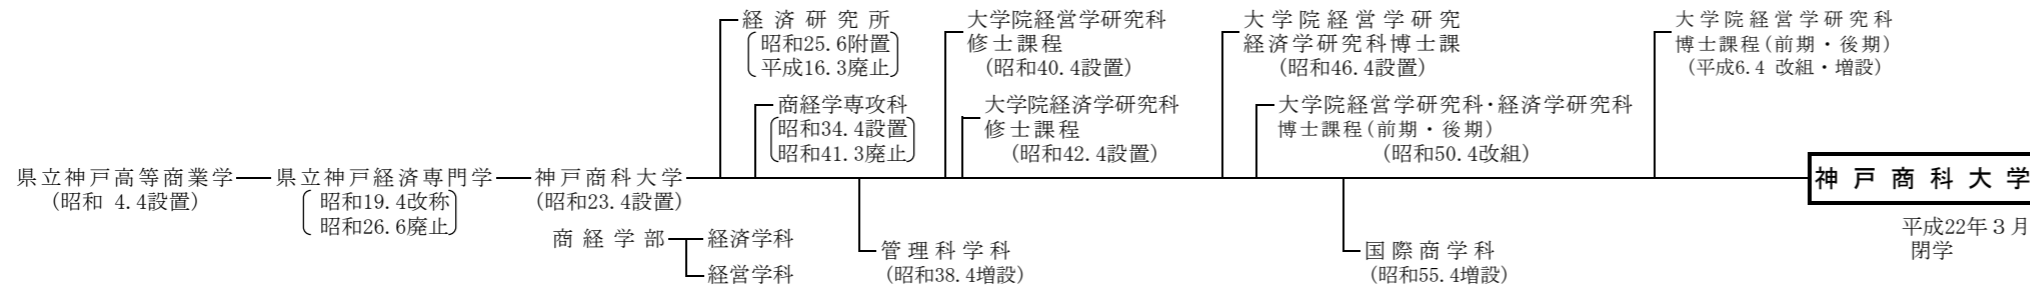 経済研究所
昭和25.6附置
平成16.3廃止
商経学専攻科
昭和34.4設置
昭和41.3廃止
大学院経営学研究科
修士課程
(昭和40.4設置)
大学院経済学研究科
修士課程
(昭和42.4設置)
大学院経営学研究
経済学研究科博士課
(昭和46.4設置)
大学院経営学研究科・経済学研究科
博士課程(前期・後期)
(昭和50.4改組)
大学院経営学研究科
博士課程(前期・後期)
(平成6.4 改組・増設)
県立神戸高等商業学
(昭和 4.4設置)
県立神戸経済専門学
昭和19.4改称
昭和26.6廃止
神戸商科大学
(昭和23.4設置)
商経学部
経済学科
経営学科
管理科学科
(昭和38.4増設)
国際商学科
(昭和55.4増設)
神戸商科大学
平成22年3月
閉学